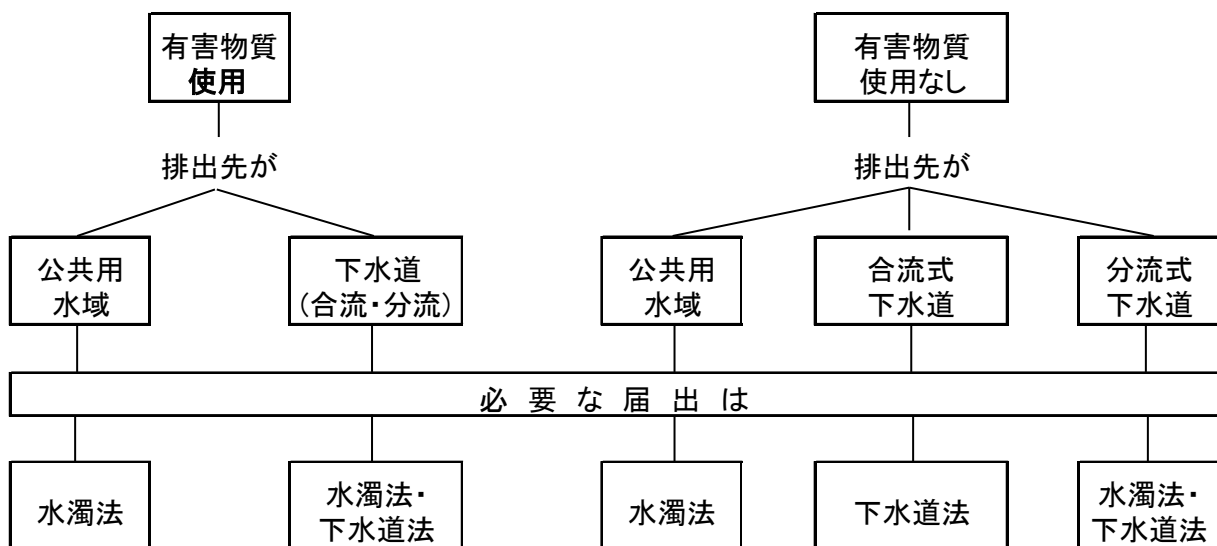 有害物質
使用
有害物質
使用なし
排出先が
排出先が
公共用
水域
下水道
(合流・分流)
公共用
水域
合流式
下水道
分流式
下水道
必要な届出は
水濁法
水濁法・
下水道法
水濁法
下水道法
水濁法・
下水道法